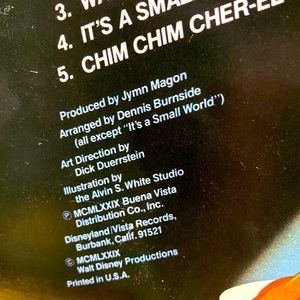 3. W
4. IT'S A SMAL
5. CHIM CHIM CHER-EE
Produced by Jymn Magon
Arranged by Dennis Burnside
(all except "It's a Small World")
Art Direction by
Dick Duerrstein
Illustration by
the Alvin S. White Studio
Ⓟ MCMLXXIX Buena Vista
Distribution Co., Inc.
Disneyland/Vista Records,
Burbank, Calif. 91521
© MCMLXXIX
Walt Disney Productions
Printed in U.S.A.